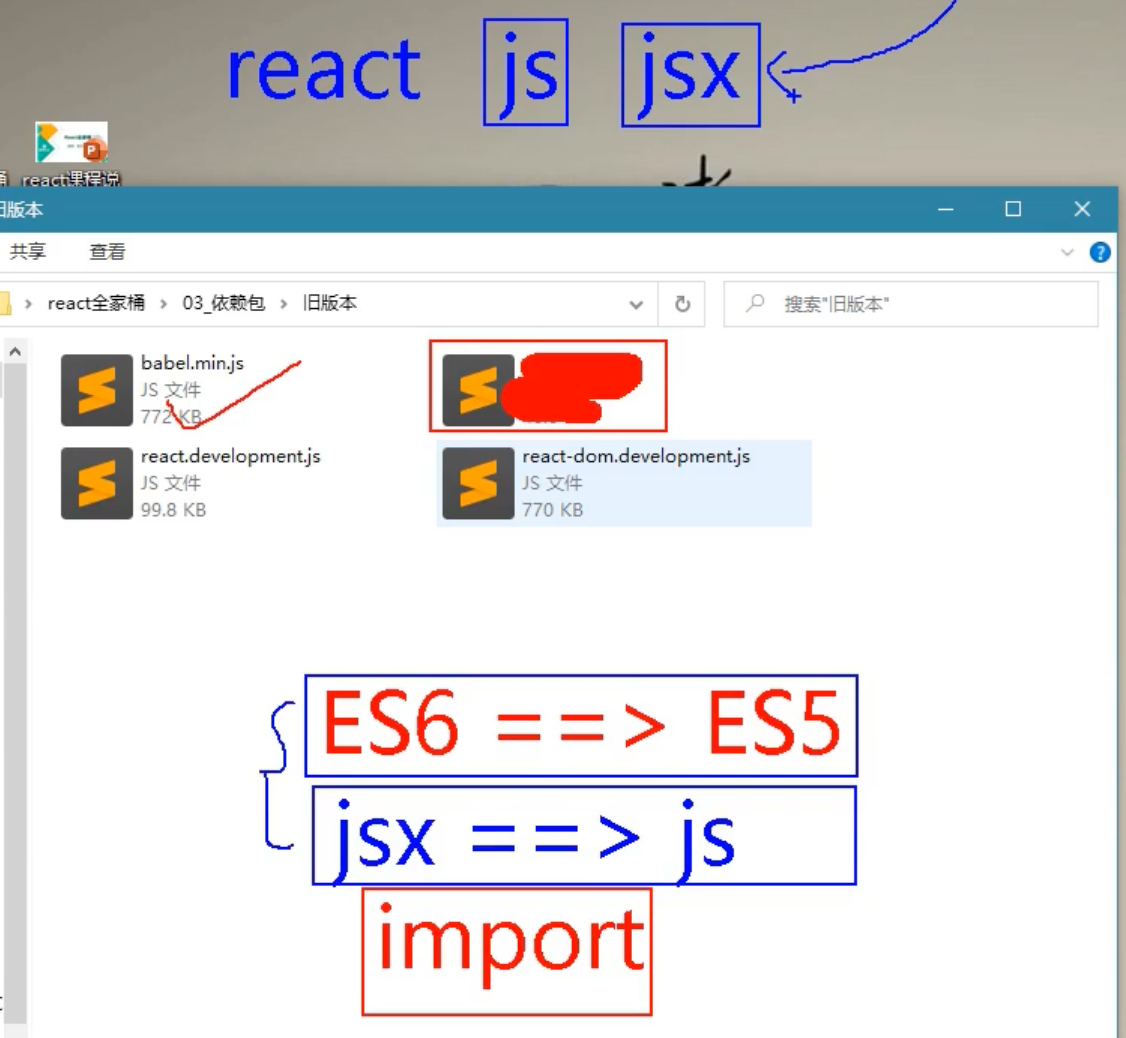 react js jsx
react课程说
旧版本
共享 查看
react全家桶 03_依赖包 旧版本 搜索"旧版本"
babel.min.js
JS 文件
772 KB
react.development.js
JS 文件
99.8 KB
react-dom.development.js
JS 文件
770 KB
ES6 ==> ES5
jsx ==> js
import